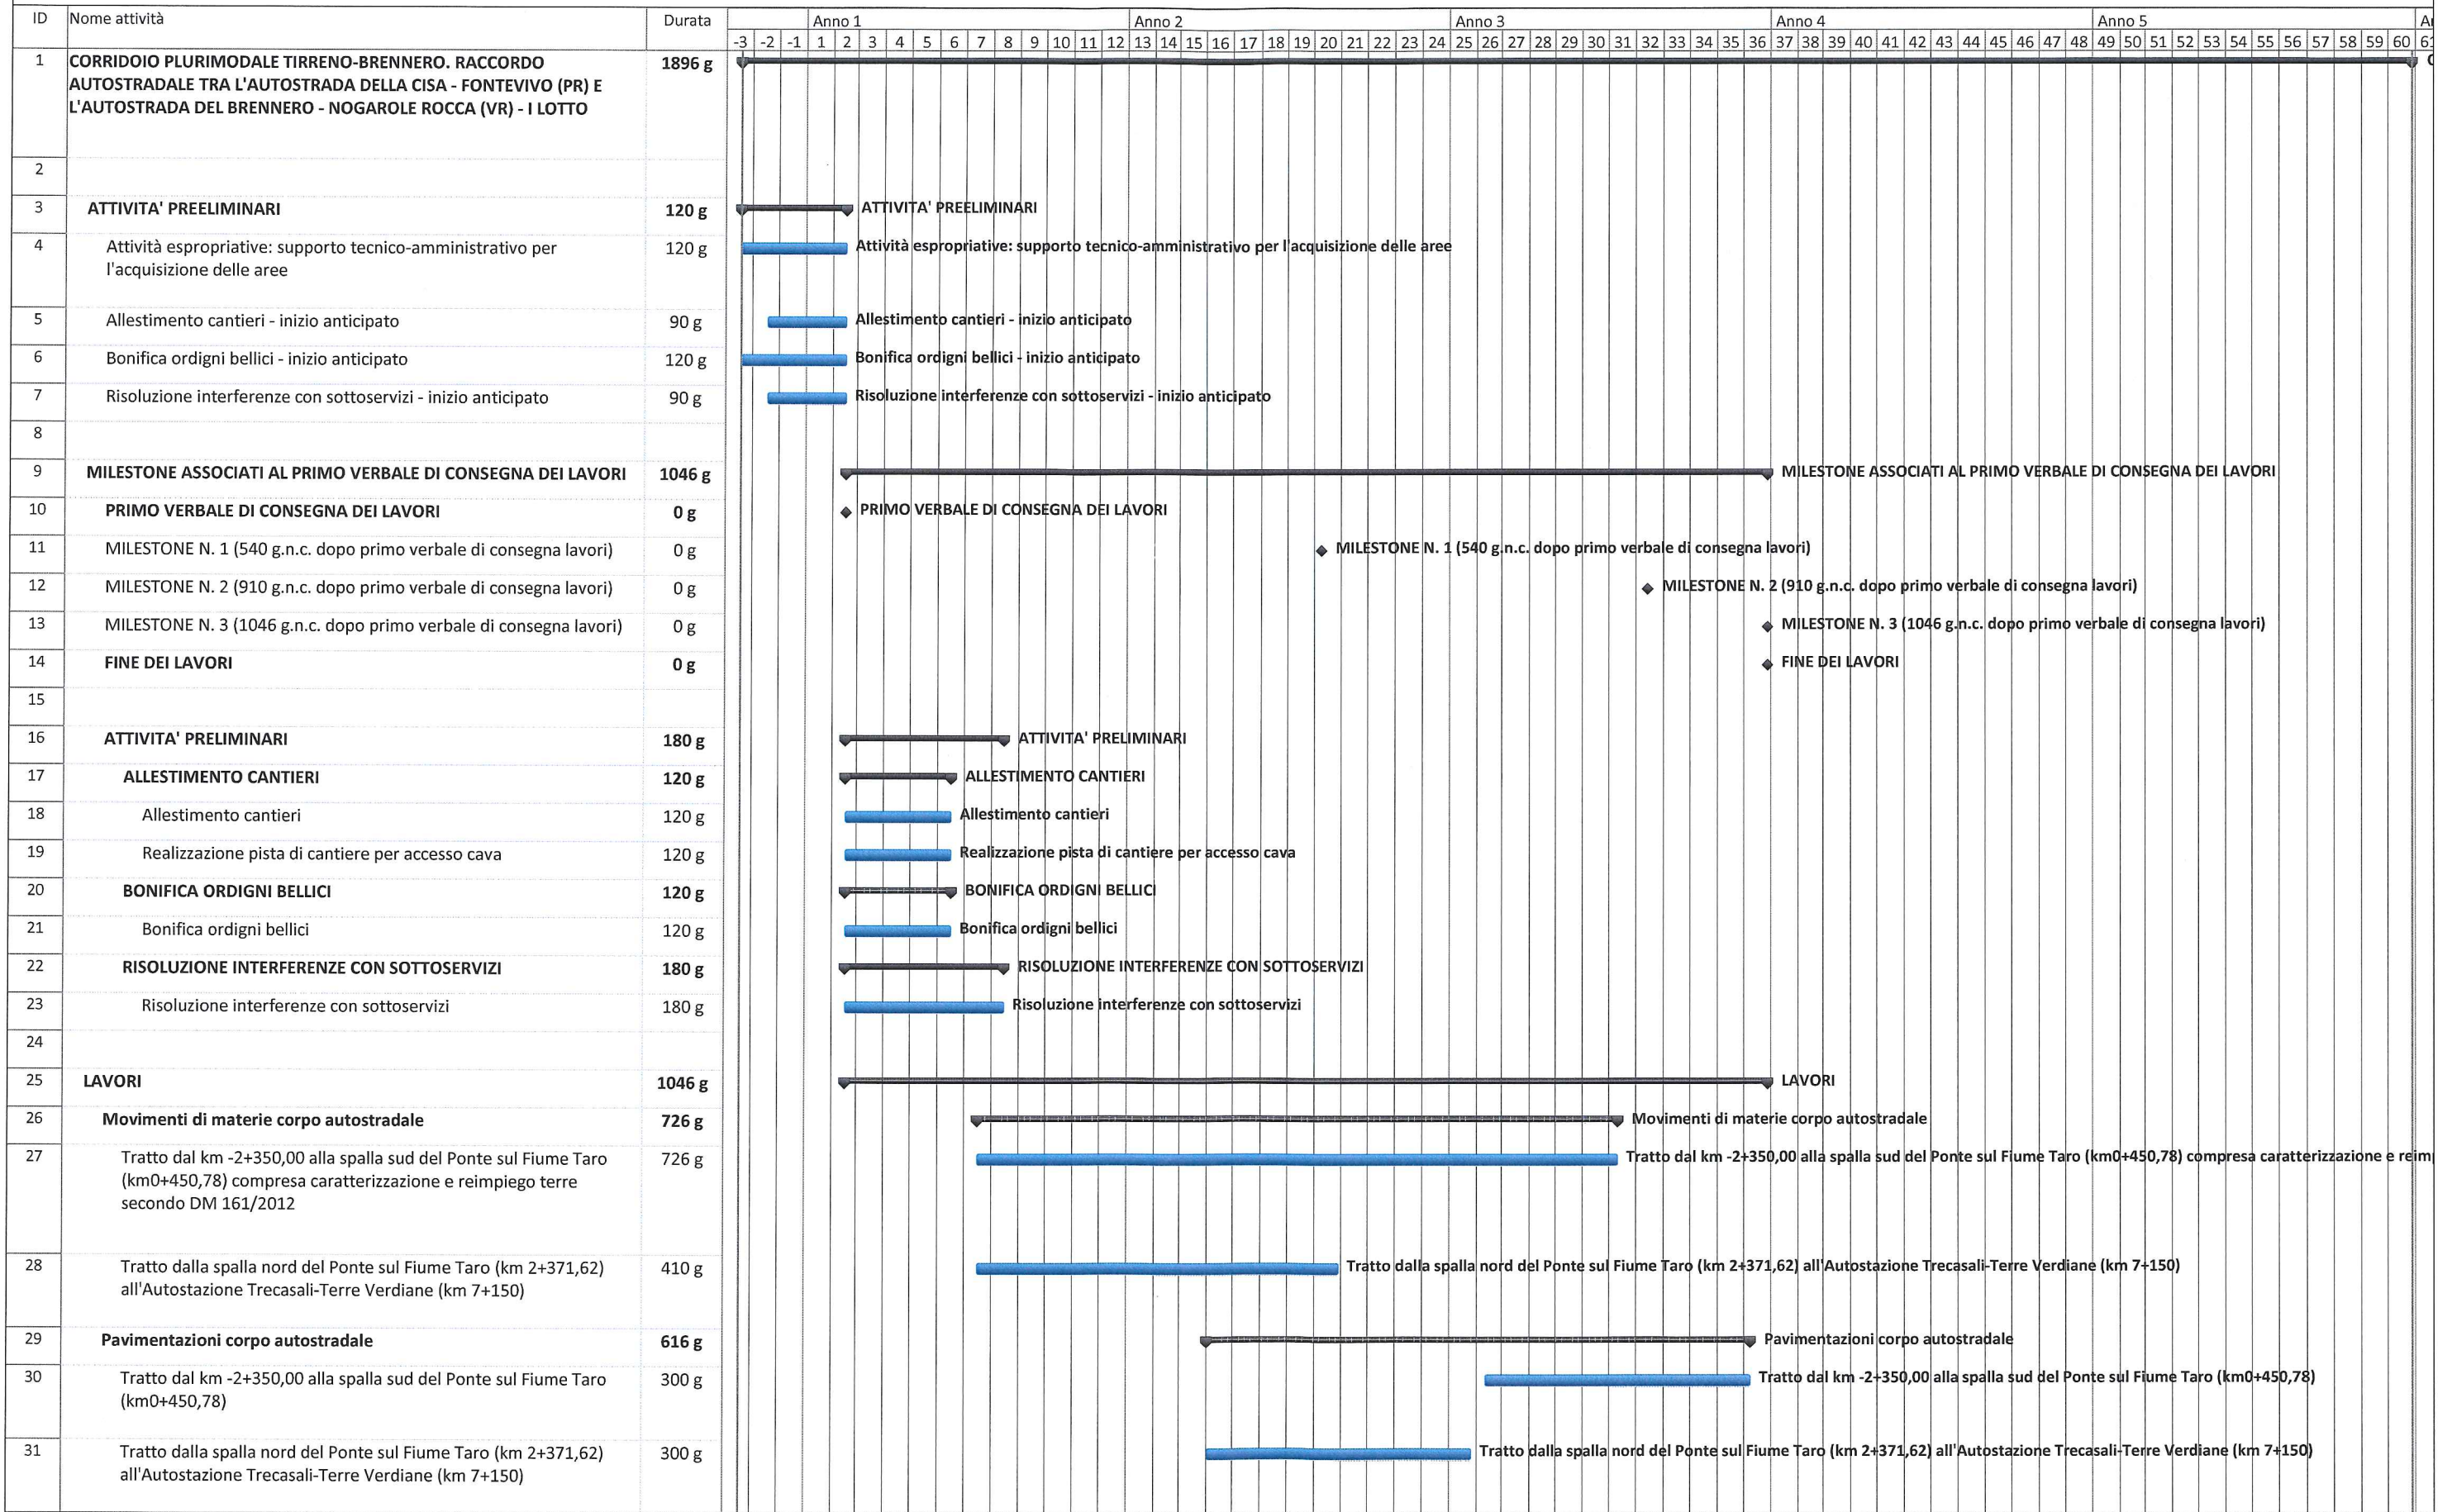 ID Nome attività Durata Anno 1 Anno 2 Anno 3 Anno 4 Anno 5
-3 -2 -1 1 2 3 4 5 6 7 8 9 10 11 12 13 14 15 16 17 18 19 20 21 22 23 24 25 26 27 28 29 30 31 32 33 34 35 36 37 38 39 40 41 42 43 44 45 46 47 48 49 50 51 52 53 54 55 56 57 58 59 60 61
1 CORRIDOIO PLURIMODALE TIRRENO-BRENNERO. RACCORDO 1896 g
AUTOSTRADALE TRA L'AUTOSTRADA DELLA CISA - FONTEVIVO (PR) E
L'AUTOSTRADA DEL BRENNERO - NOGAROLE ROCCA (VR) - I LOTTO
2
3 ATTIVITA' PREELIMINARI 120 g ATTIVITA' PREELIMINARI
4 Attività espropriative: supporto tecnico-amministrativo per 120 g Attività espropriative: supporto tecnico-amministrativo per l'acquisizione delle aree
l'acquisizione delle aree
5 Allestimento cantieri - inizio anticipato 90 g Allestimento cantieri - inizio anticipato
6 Bonifica ordigni bellici - inizio anticipato 120 g Bonifica ordigni bellici - inizio anticipato
7 Risoluzione interferenze con sottoservizi - inizio anticipato 90 g Risoluzione interferenze con sottoservizi - inizio anticipato
8
9 MILESTONE ASSOCIATI AL PRIMO VERBALE DI CONSEGNA DEI LAVORI 1046 g MILESTONE ASSOCIATI AL PRIMO VERBALE DI CONSEGNA DEI LAVORI
10 PRIMO VERBALE DI CONSEGNA DEI LAVORI 0 g PRIMO VERBALE DI CONSEGNA DEI LAVORI
11 MILESTONE N. 1 (540 g.n.c. dopo primo verbale di consegna lavori) 0 g MILESTONE N. 1 (540 g.n.c. dopo primo verbale di consegna lavori)
12 MILESTONE N. 2 (910 g.n.c. dopo primo verbale di consegna lavori) 0 g MILESTONE N. 2 (910 g.n.c. dopo primo verbale di consegna lavori)
13 MILESTONE N. 3 (1046 g.n.c. dopo primo verbale di consegna lavori) 0 g MILESTONE N. 3 (1046 g.n.c. dopo primo verbale di consegna lavori)
14 FINE DEI LAVORI 0 g FINE DEI LAVORI
15
16 ATTIVITA' PRELIMINARI 180 g ATTIVITA' PRELIMINARI
17 ALLESTIMENTO CANTIERI 120 g ALLESTIMENTO CANTIERI
18 Allestimento cantieri 120 g Allestimento cantieri
19 Realizzazione pista di cantiere per accesso cava 120 g Realizzazione pista di cantiere per accesso cava
20 BONIFICA ORDIGNI BELLICI 120 g BONIFICA ORDIGNI BELLICI
21 Bonifica ordigni bellici 120 g Bonifica ordigni bellici
22 RISOLUZIONE INTERFERENZE CON SOTTOSERVIZI 180 g RISOLUZIONE INTERFERENZE CON SOTTOSERVIZI
23 Risoluzione interferenze con sottoservizi 180 g Risoluzione interferenze con sottoservizi
24
25 LAVORI 1046 g LAVORI
26 Movimenti di materie corpo autostradale 726 g Movimenti di materie corpo autostradale
27 Tratto dal km -2+350,00 alla spalla sud del Ponte sul Fiume Taro 726 g Tratto dal km -2+350,00 alla spalla sud del Ponte sul Fiume Taro (km0+450,78) compresa caratterizzazione e reim
(km0+450,78) compresa caratterizzazione e reimpiego terre
secondo DM 161/2012
28 Tratto dalla spalla nord del Ponte sul Fiume Taro (km 2+371,62) 410 g Tratto dalla spalla nord del Ponte sul Fiume Taro (km 2+371,62) all'Autostazione Trecasali-Terre Verdiane (km 7+150)
all'Autostazione Trecasali-Terre Verdiane (km 7+150)
29 Pavimentazioni corpo autostradale 616 g Pavimentazioni corpo autostradale
30 Tratto dal km -2+350,00 alla spalla sud del Ponte sul Fiume Taro 300 g Tratto dal km -2+350,00 alla spalla sud del Ponte sul Fiume Taro (km0+450,78)
(km0+450,78)
31 Tratto dalla spalla nord del Ponte sul Fiume Taro (km 2+371,62) 300 g Tratto dalla spalla nord del Ponte sul Fiume Taro (km 2+371,62) all'Autostazione Trecasali-Terre Verdiane (km 7+150)
all'Autostazione Trecasali-Terre Verdiane (km 7+150)